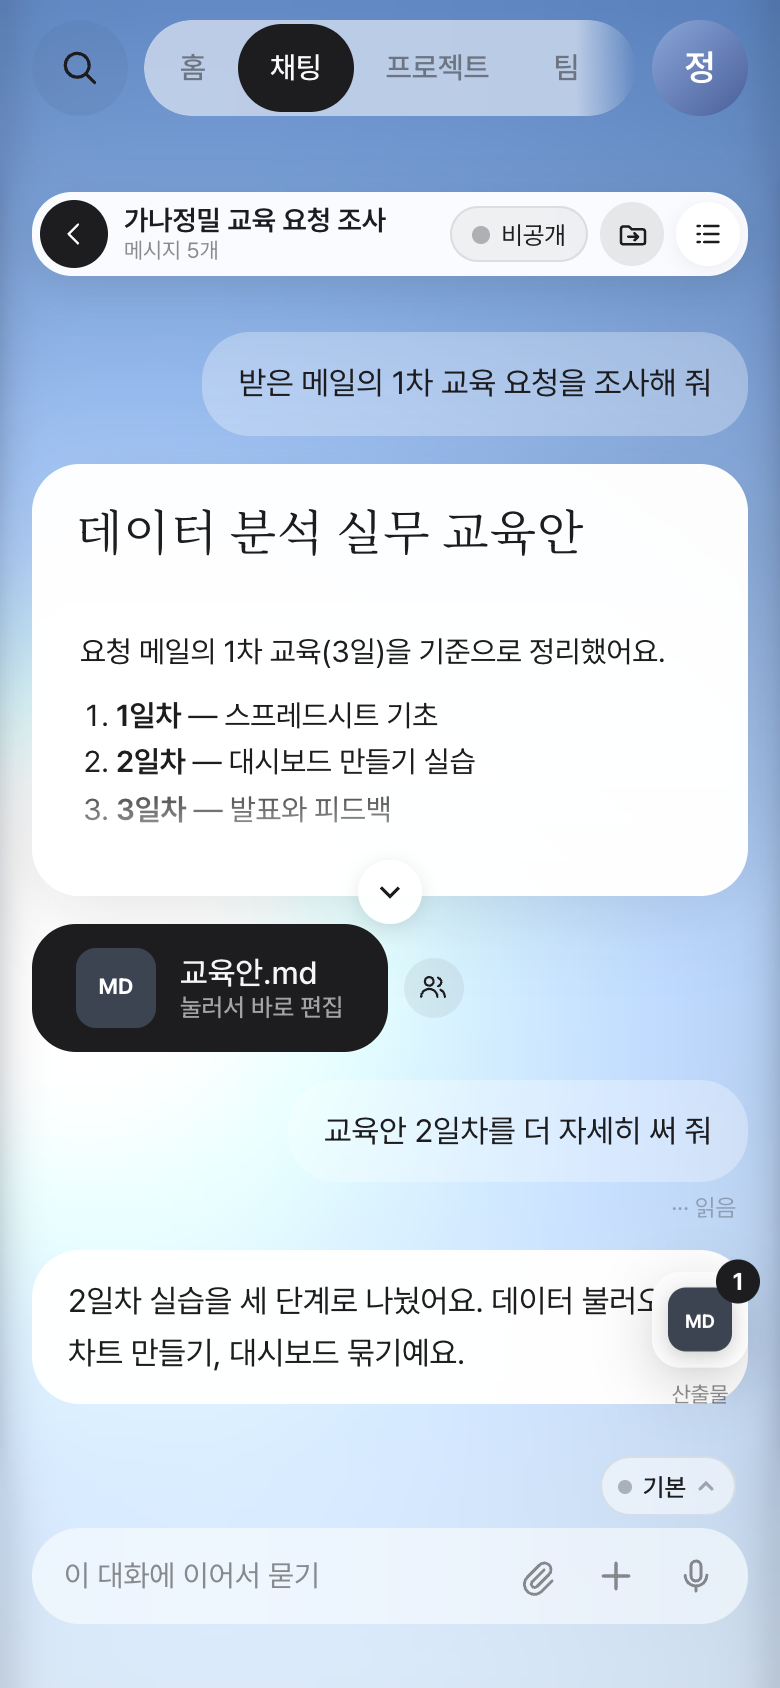 홈
채팅
프로젝트
팀
정
가나정밀 교육 요청 조사
메시지 5개
비공개
받은 메일의 1차 교육 요청을 조사해 줘
데이터 분석 실무 교육안
요청 메일의 1차 교육(3일)을 기준으로 정리했어요.
1. 1일차 — 스프레드시트 기초
2. 2일차 — 대시보드 만들기 실습
3. 3일차 — 발표와 피드백
MD
교육안.md
눌러서 바로 편집
교육안 2일차를 더 자세히 써 줘
··· 읽음
2일차 실습을 세 단계로 나눴어요. 데이터
차트 만들기, 대시보드 묶기예요.
1
MD
산출물
기본
이 대화에 이어서 묻기